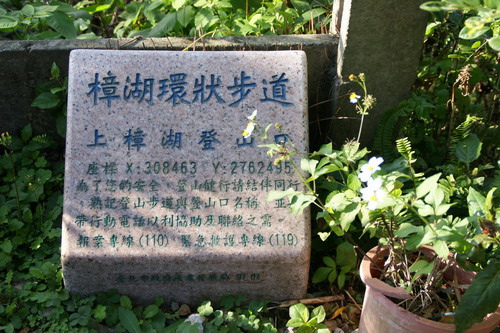 樟湖環狀步道
上樟湖登山口
座標 X:308463 Y:2762495
為了您的安全，登山健行請結伴同行
熟記登山步道與登山口名稱，並
帶行動電話以利協助及聯絡之需。
報案專線(110) 緊急救護專線(119)